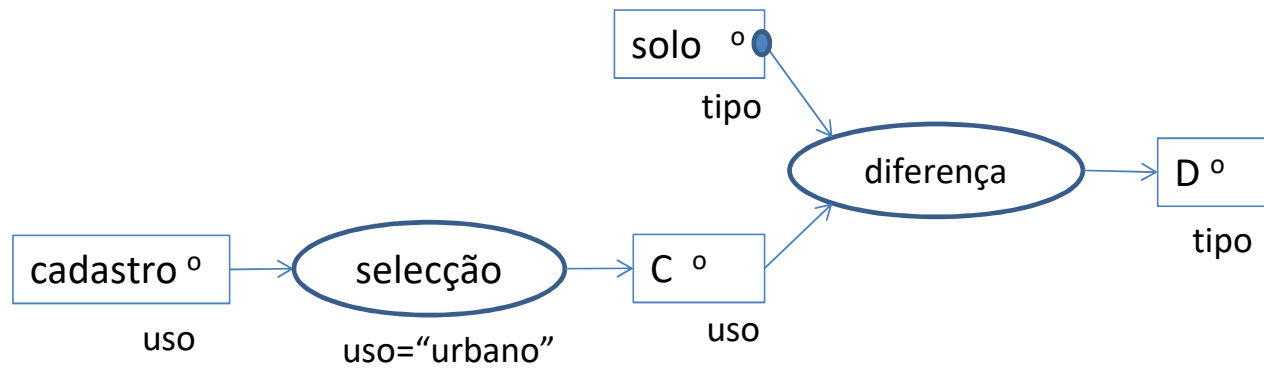 solo º
tipo
diferença
D º
tipo
cadastro º
uso
selecção
uso=“urbano”
C º
uso